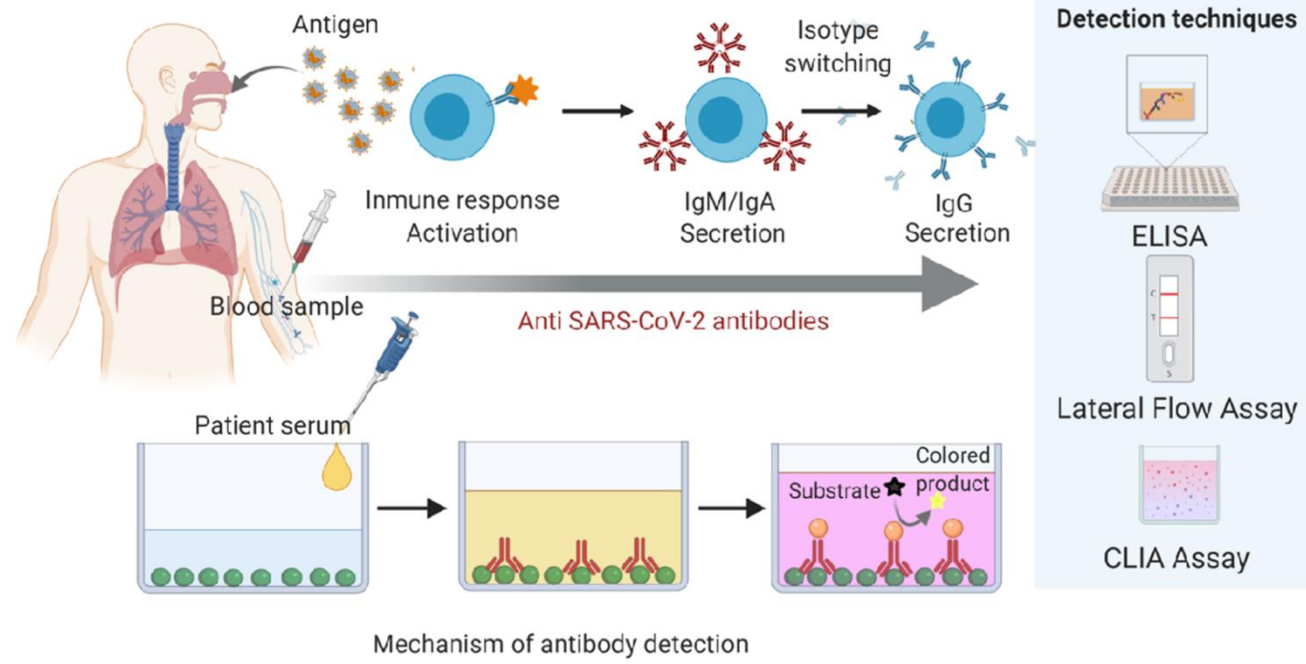 Antigen
Isotype
switching
Inmune response
Activation
IgM/IgA
Secretion
IgG
Secretion
Blood sample
Anti SARS-CoV-2 antibodies
Patient serum
Substrate
Colored
product
Mechanism of antibody detection
Detection techniques
ELISA
C
T
S
Lateral Flow Assay
CLIA Assay